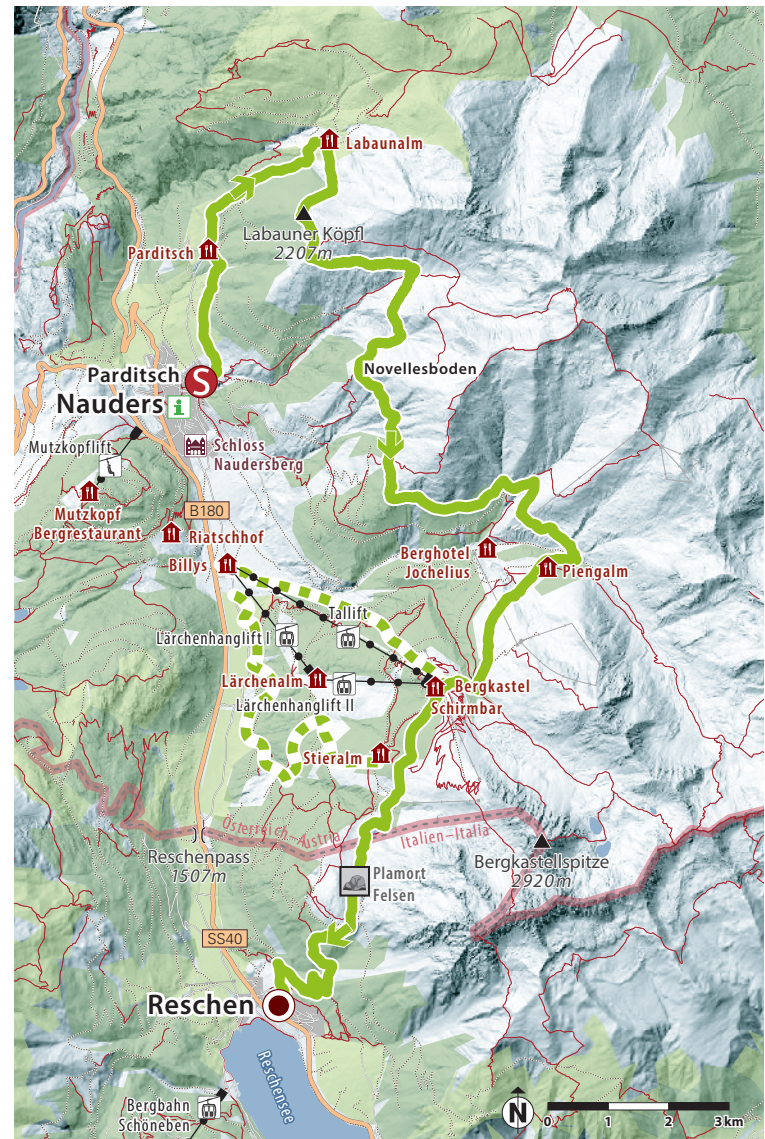 Labaunalm
Labauner Köpfl
2207m
Parditsch
Novellesboden
Parditsch
S
Nauders
i
Mutzkopflift
Schloss
Naudersberg
Mutzkopf
Bergrestaurant
B180
Riatschhof
Billys
Berghotel
Jochelius
Piengalm
Tallift
Lärchenhanglift I
Lärchenalm
Lärchenhanglift II
Bergkastel
Schirmbar
Stieralm
Österreich-Austria
Italien-Italia
Reschenpass
1507m
Bergkastellspitze
2920m
Plamort
Felsen
SS40
Reschen
Reschensee
Bergbahn
Schöneben
N
0 1 2 3 km